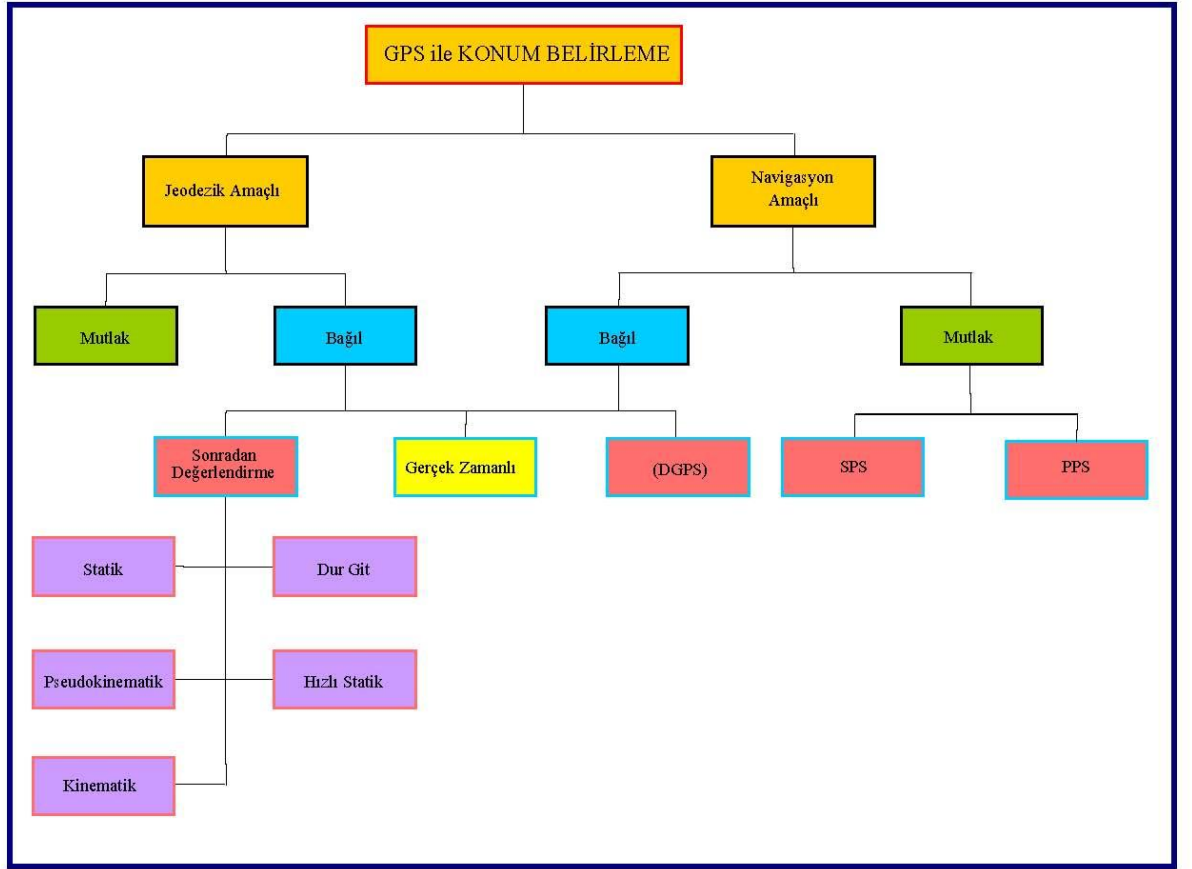 GPS ile KONUM BELİRLEME
Jeodezik Amaçlı
Navigasyon
Amaçlı
Mutlak
Bağıl
Bağıl
Mutlak
Sonradan
Değerlendirme
Gerçek Zamanlı
(DGPS)
SPS
PPS
Statik
Dur Git
Pseudokinematik
Hızlı Statik
Kinematik